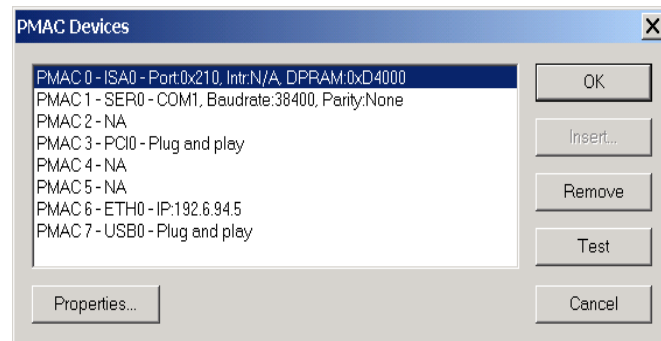 PMAC Devices
PMAC 0 - ISA0 - Port:0x210, Intr:N/A, DPRAM:0xD4000
PMAC 1 - SER0 - COM1, Baudrate:38400, Parity:None
PMAC 2 - NA
PMAC 3 - PCI0 - Plug and play
PMAC 4 - NA
PMAC 5 - NA
PMAC 6 - ETH0 - IP:192.6.94.5
PMAC 7 - USB0 - Plug and play
OK
Insert...
Remove
Test
Properties...
Cancel